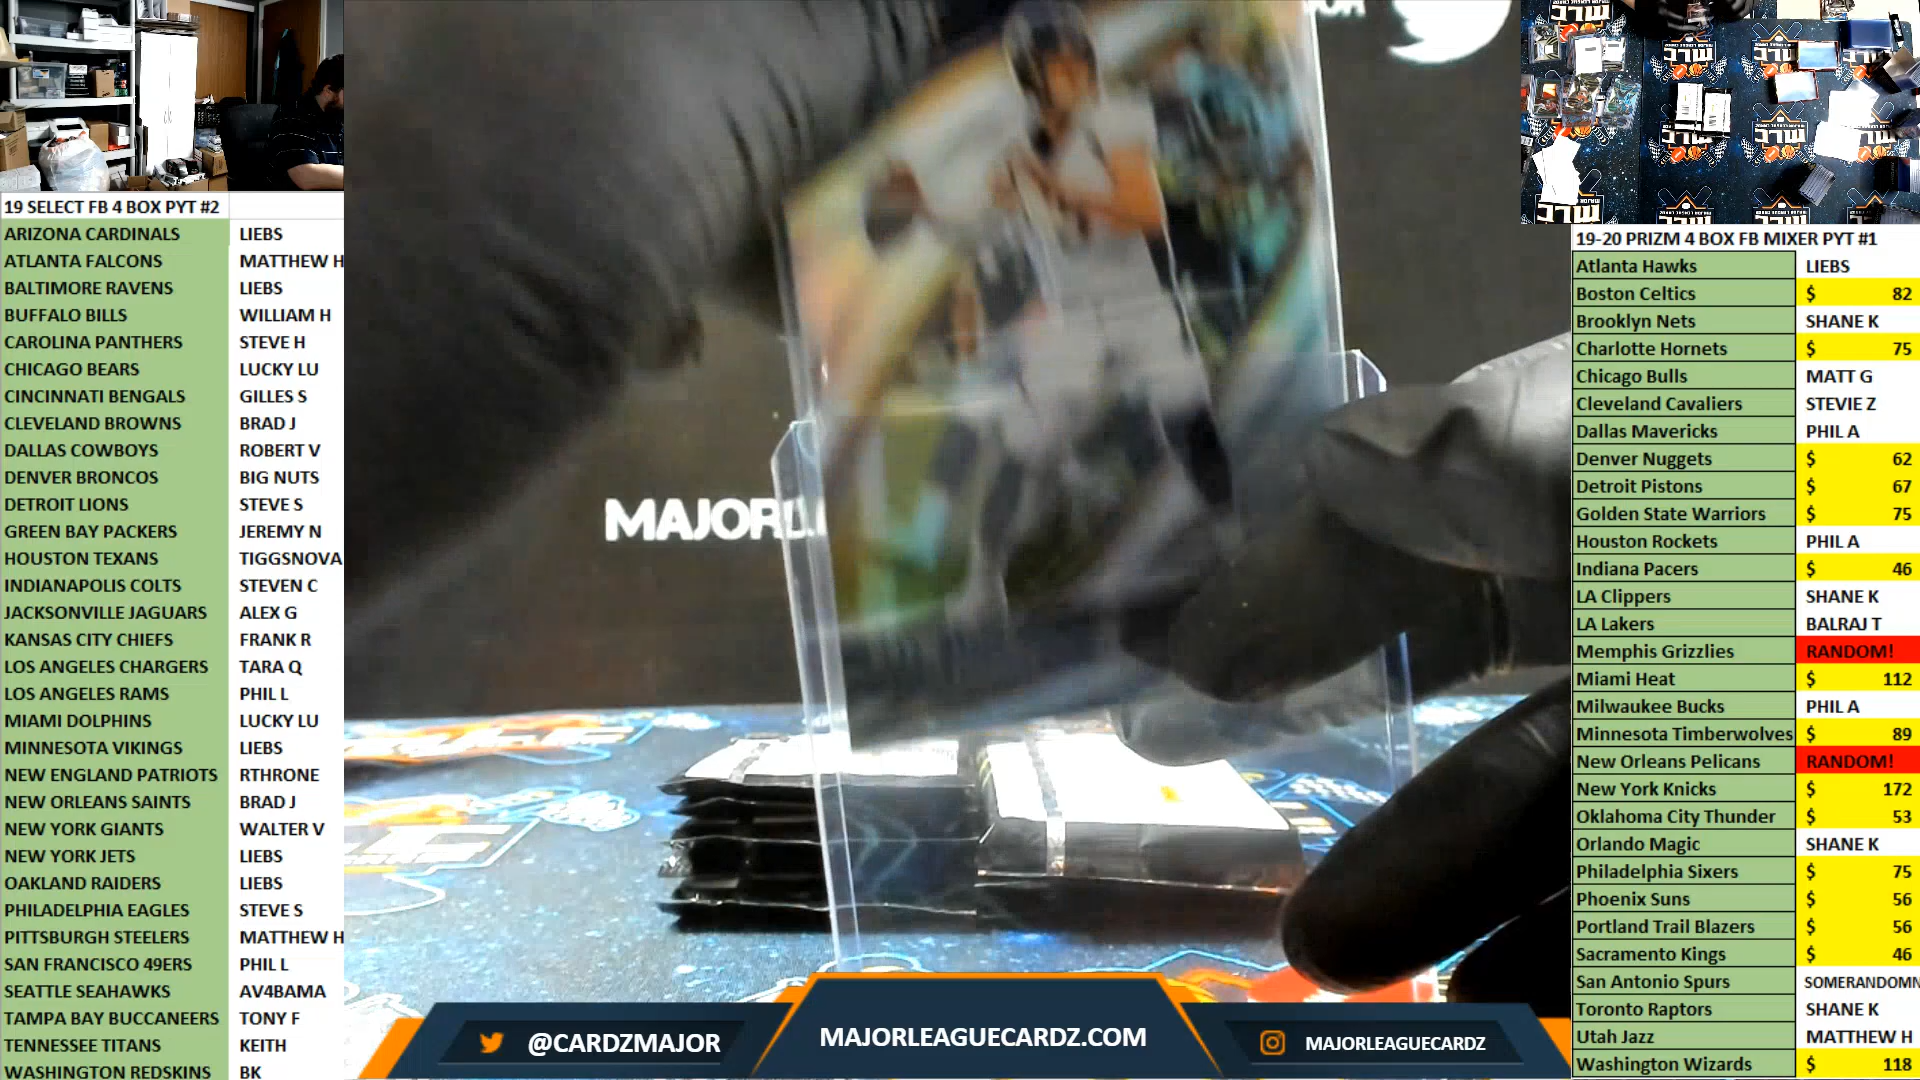 19 SELECT FB 4 BOX PYT #2
ARIZONA CARDINALS LIEBS
ATLANTA FALCONS MATTHEW H
BALTIMORE RAVENS LIEBS
BUFFALO BILLS WILLIAM H
CAROLINA PANTHERS STEVE H
CHICAGO BEARS LUCKY LU
CINCINNATI BENGALS GILLES S
CLEVELAND BROWNS BRAD J
DALLAS COWBOYS ROBERT V
DENVER BRONCOS BIG NUTS
DETROIT LIONS STEVE S
GREEN BAY PACKERS JEREMY N
HOUSTON TEXANS TIGGSNOVA
INDIANAPOLIS COLTS STEVEN C
JACKSONVILLE JAGUARS ALEX G
KANSAS CITY CHIEFS FRANK R
LOS ANGELES CHARGERS TARA Q
LOS ANGELES RAMS PHIL L
MIAMI DOLPHINS LUCKY LU
MINNESOTA VIKINGS LIEBS
NEW ENGLAND PATRIOTS RTHRONE
NEW ORLEANS SAINTS BRAD J
NEW YORK GIANTS WALTER V
NEW YORK JETS LIEBS
OAKLAND RAIDERS LIEBS
PHILADELPHIA EAGLES STEVE S
PITTSBURGH STEELERS MATTHEW H
SAN FRANCISCO 49ERS PHIL L
SEATTLE SEAHAWKS AV4BAMA
TAMPA BAY BUCCANEERS TONY F
TENNESSEE TITANS KEITH
WASHINGTON REDSKINS BK
MAJORL
@CARDZMAJOR
MAJORLEAGUECARDZ.COM
MAJORLEAGUECARDZ
19-20 PRIZM 4 BOX FB MIXER PYT #1
Atlanta Hawks LIEBS
Boston Celtics $ 82
Brooklyn Nets SHANE K
Charlotte Hornets $ 75
Chicago Bulls MATT G
Cleveland Cavaliers STEVIE Z
Dallas Mavericks PHIL A
Denver Nuggets $ 62
Detroit Pistons $ 67
Golden State Warriors $ 75
Houston Rockets PHIL A
Indiana Pacers $ 46
LA Clippers SHANE K
LA Lakers BALRAJ T
Memphis Grizzlies RANDOM!
Miami Heat $ 112
Milwaukee Bucks PHIL A
Minnesota Timberwolves $ 89
New Orleans Pelicans RANDOM!
New York Knicks $ 172
Oklahoma City Thunder $ 53
Orlando Magic SHANE K
Philadelphia Sixers $ 75
Phoenix Suns $ 56
Portland Trail Blazers $ 56
Sacramento Kings $ 46
San Antonio Spurs SOMERANDOMN
Toronto Raptors SHANE K
Utah Jazz MATTHEW H
Washington Wizards $ 118